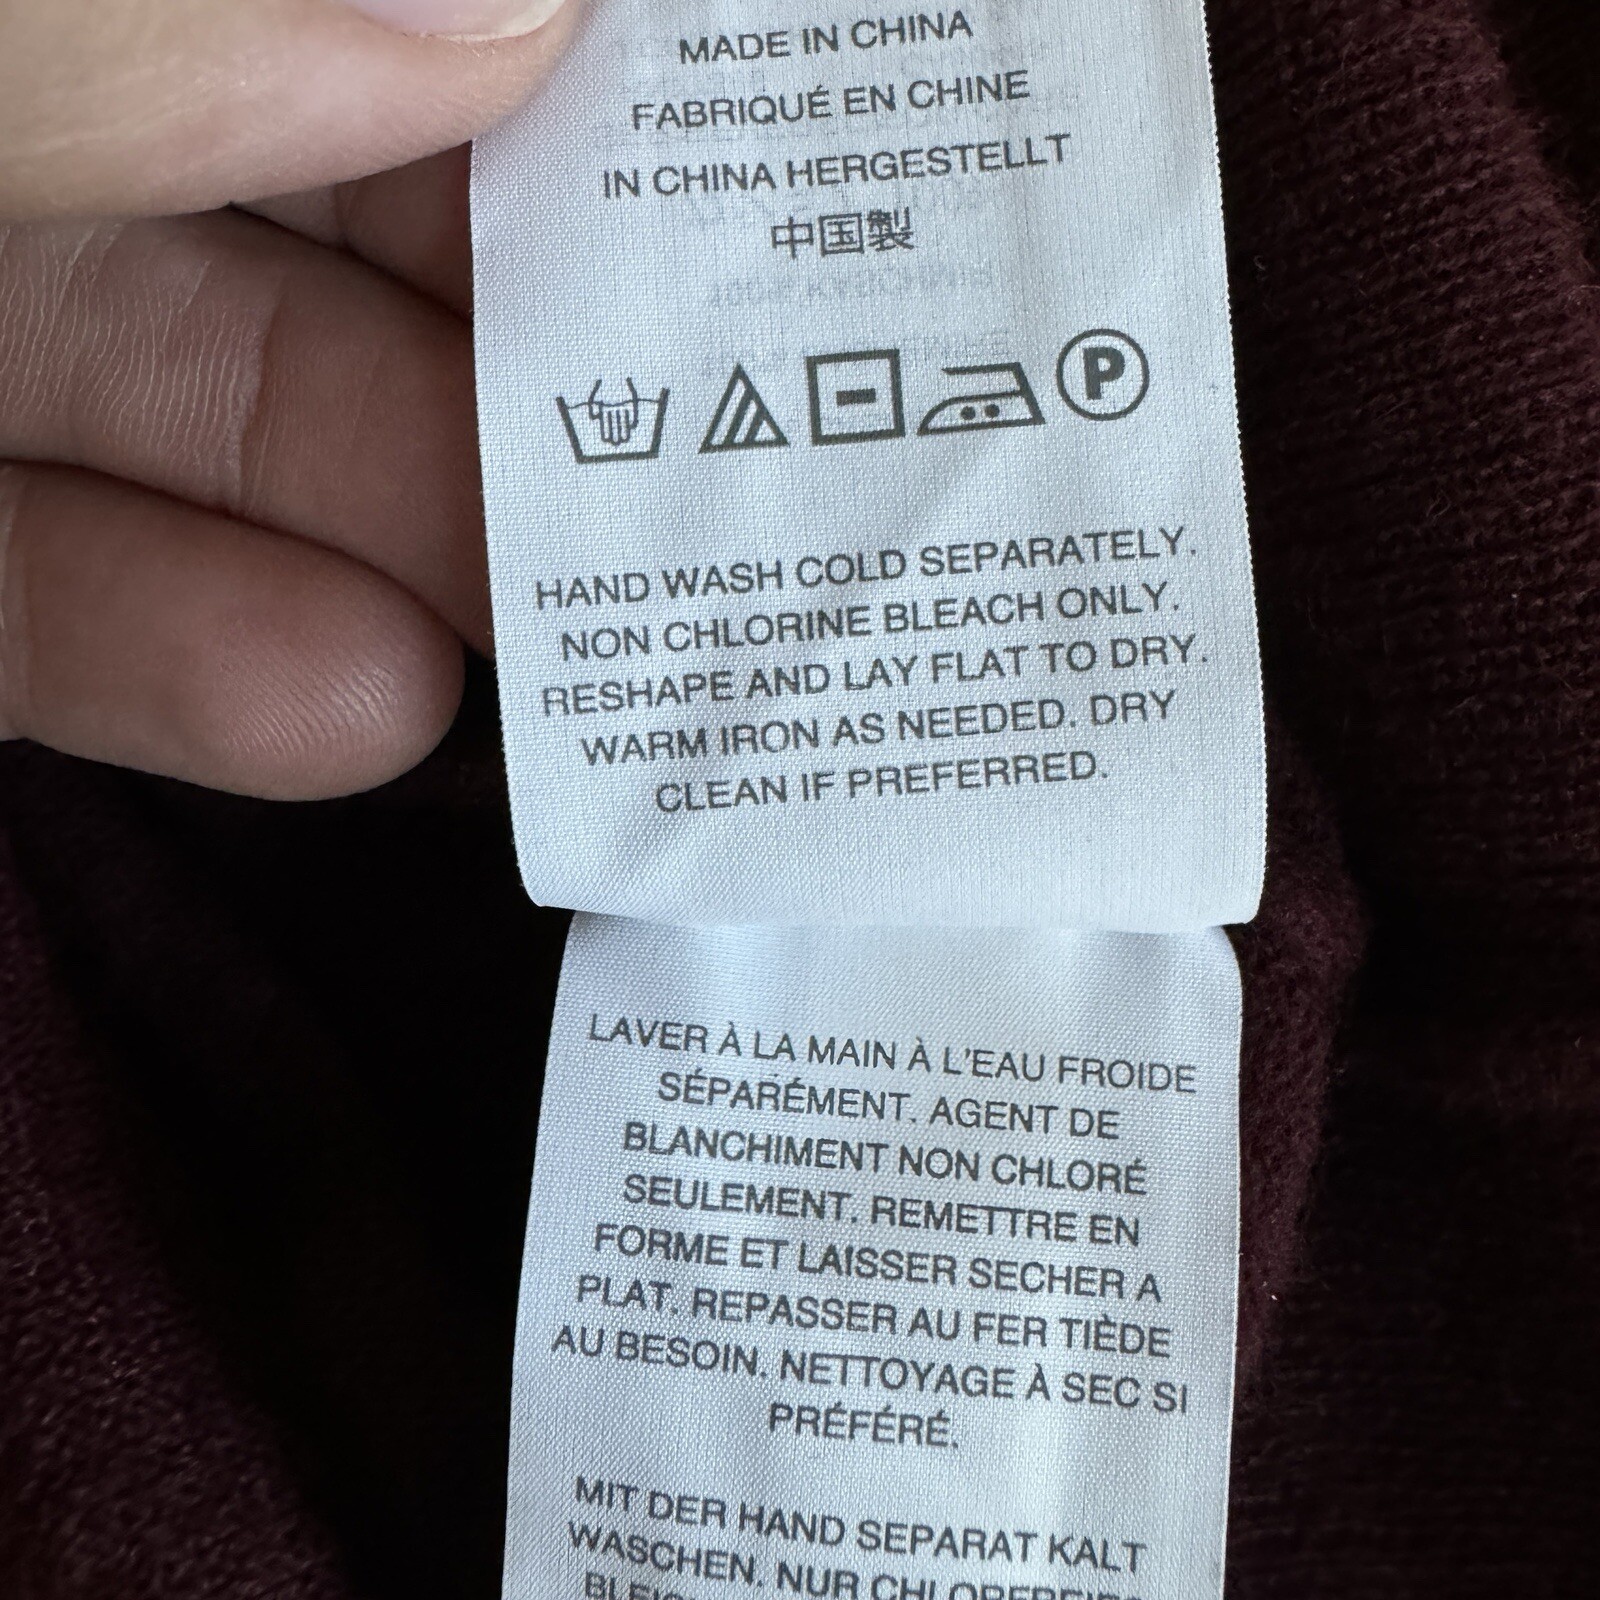 MADE IN CHINA
FABRIQUÉ EN CHINE
IN CHINA HERGESTELLT
中国製
P
HAND WASH COLD SEPARATELY.
NON CHLORINE BLEACH ONLY.
RESHAPE AND LAY FLAT TO DRY.
WARM IRON AS NEEDED. DRY
CLEAN IF PREFERRED.
LAVER À LA MAIN À L'EAU FROIDE
SÉPARÉMENT. AGENT DE
BLANCHIMENT NON CHLORÉ
SEULEMENT. REMETTRE EN
FORME ET LAISSER SECHER A
PLAT. REPASSER AU FER TIÈDE
AU BESOIN. NETTOYAGE À SEC SI
PRÉFÉRÉ.
MIT DER HAND SEPARAT KALT
WASCHEN. NUR